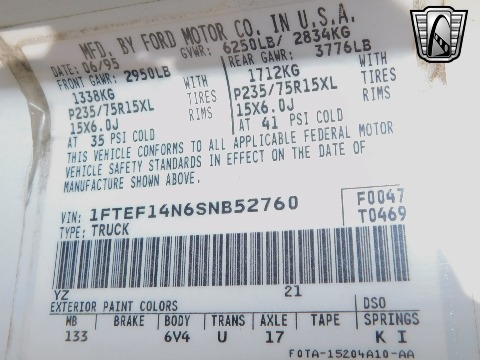 MFD. BY FORD MOTOR CO. IN U.S.A.
DATE: 06/95 GVWR: 6250LB/ 2834KG
FRONT GAWR: 2950LB REAR GAWR: 3776LB
1338KG WITH 1712KG WITH
P235/75R15XL TIRES P235/75R15XL TIRES
15X6.0J RIMS 15X6.0J RIMS
AT 35 PSI COLD AT 41 PSI COLD
THIS VEHICLE CONFORMS TO ALL APPLICABLE FEDERAL MOTOR
VEHICLE SAFETY STANDARDS IN EFFECT ON THE DATE OF
MANUFACTURE SHOWN ABOVE.
VIN: 1FTEF14N6SNB52760 F0047
TYPE: TRUCK T0469
YZ 21
EXTERIOR PAINT COLORS DSO
WB BRAKE BODY TRANS AXLE TAPE SPRINGS
133 6V4 U 17 K I
F0TA-15204A10-AA